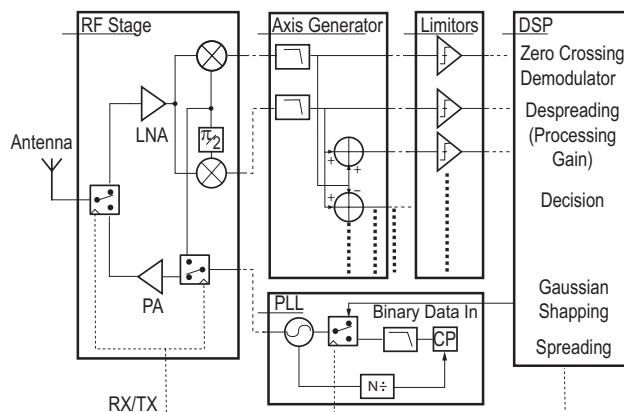 RF Stage
Axis Generator
Limitors
DSP
Zero Crossing
Demodulator
LNA
π/2
Despreading
(Processing
Gain)
Antenna
+
+
+
−
Decision
PA
PLL
Binary Data In
CP
N÷
Gaussian
Shapping
Spreading
RX/TX